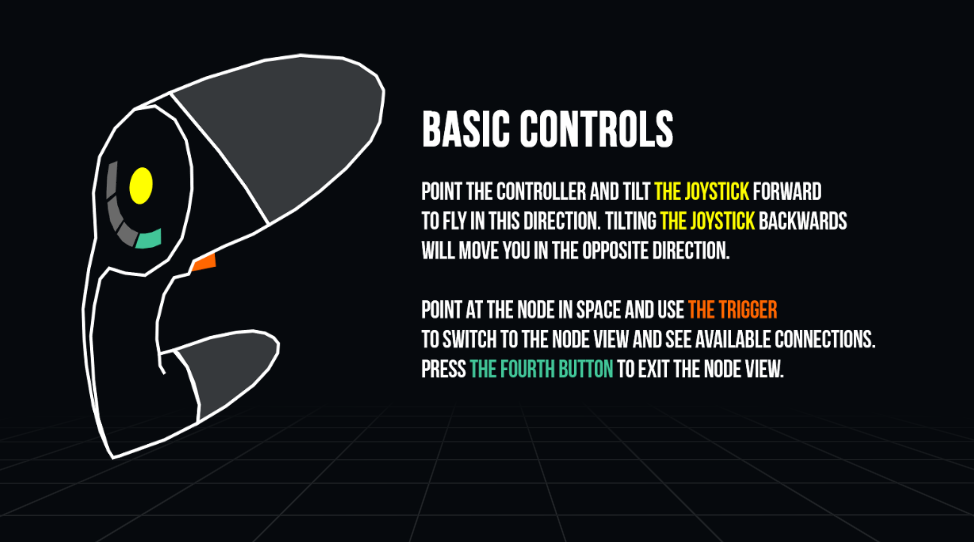 BASIC CONTROLS
POINT THE CONTROLLER AND TILT THE JOYSTICK FORWARD
TO FLY IN THIS DIRECTION. TILTING THE JOYSTICK BACKWARDS
WILL MOVE YOU IN THE OPPOSITE DIRECTION.
POINT AT THE NODE IN SPACE AND USE THE TRIGGER
TO SWITCH TO THE NODE VIEW AND SEE AVAILABLE CONNECTIONS.
PRESS THE FOURTH BUTTON TO EXIT THE NODE VIEW.